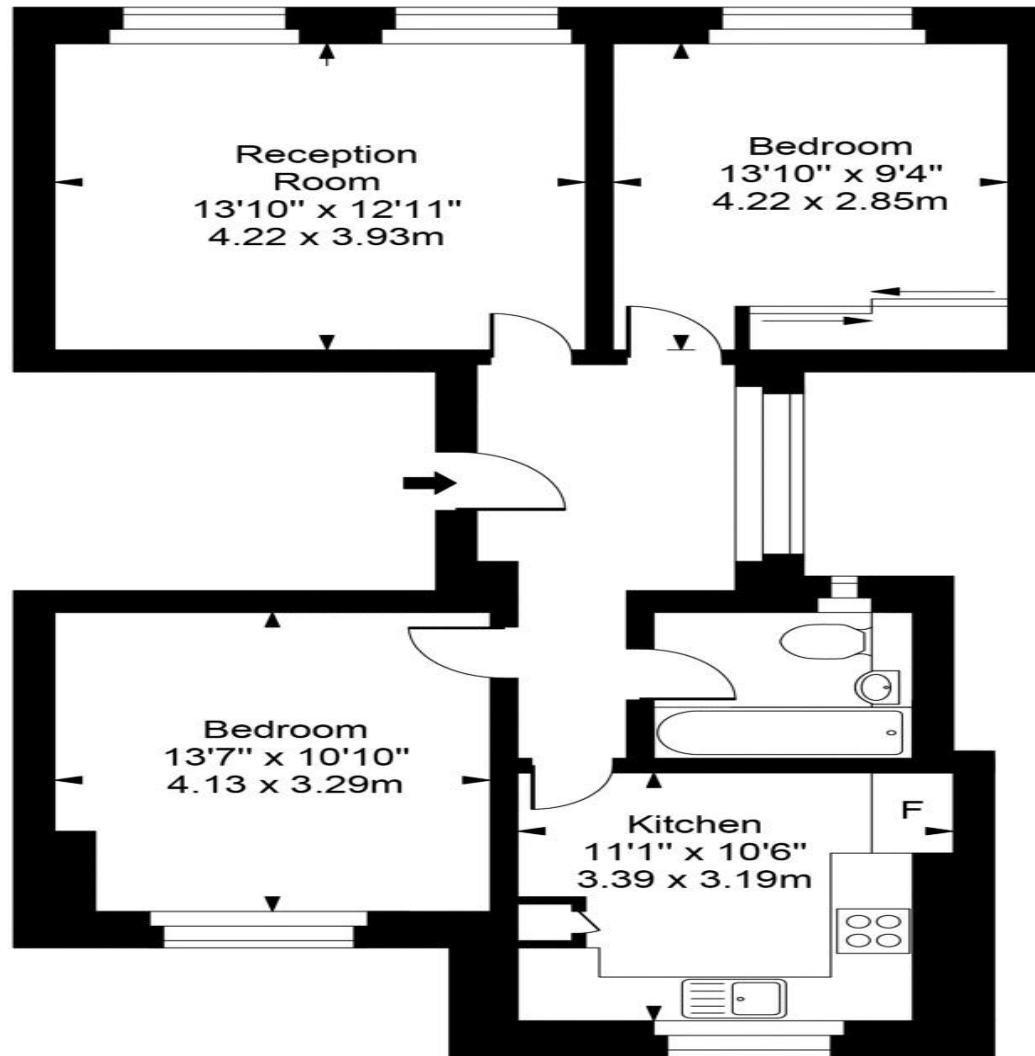 Reception
Room
13'10" x 12'11"
4.22 x 3.93m
Bedroom
13'10" x 9'4"
4.22 x 2.85m
Bedroom
13'7" x 10'10"
4.13 x 3.29m
Kitchen
11'1" x 10'6"
3.39 x 3.19m
F